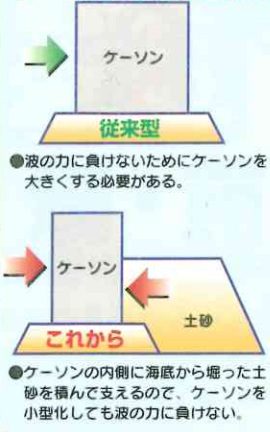 ケーソン
従来型
●波の力に負けないためにケーソンを
大きくする必要がある。
ケーソン
土砂
これから
●ケーソンの内側に海底から掘った土
砂を積んで支えるので、ケーソンを
小型化しても波の力に負けない。